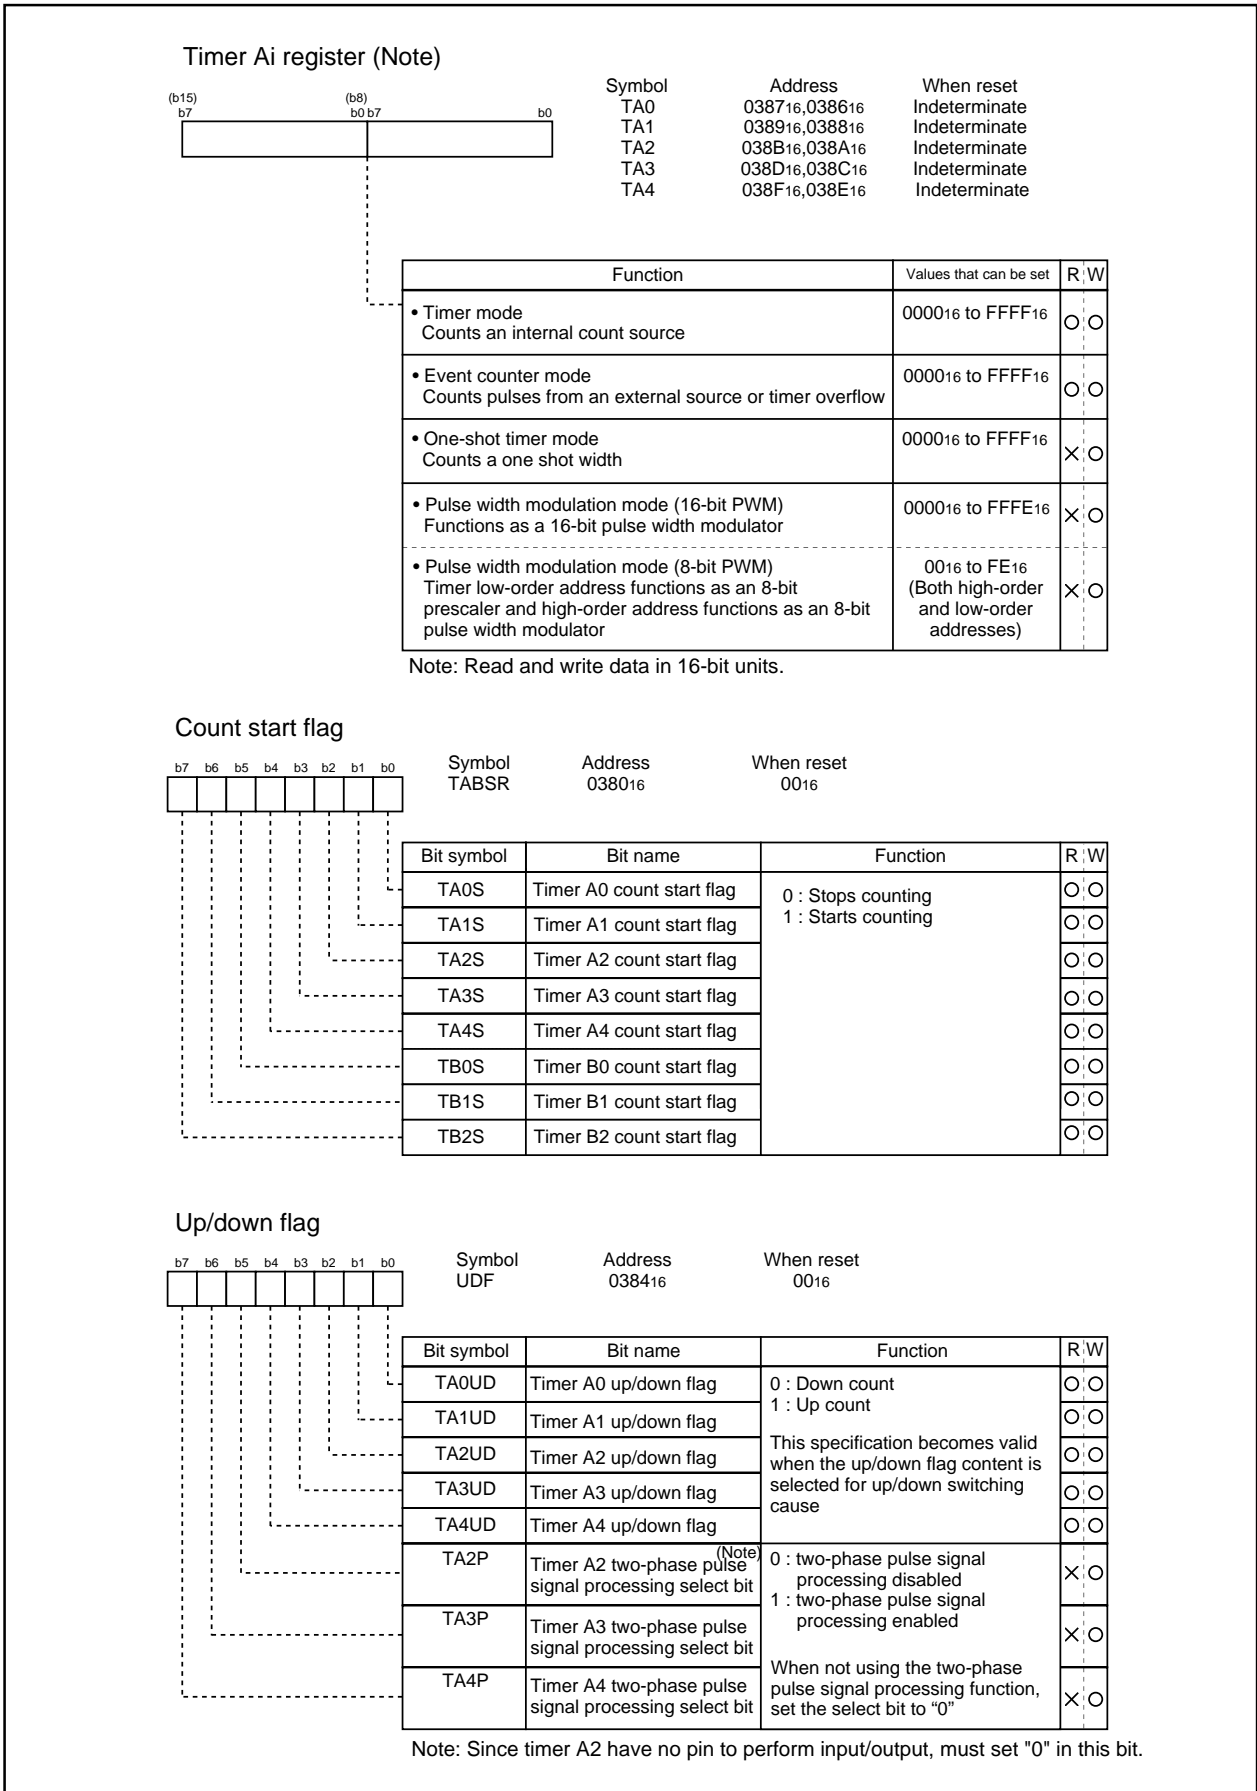 Timer Ai register (Note)
(b15) (b8)
b7 b0 b7 b0
Symbol Address When reset
TA0 038716,038616 Indeterminate
TA1 038916,038816 Indeterminate
TA2 038B16,038A16 Indeterminate
TA3 038D16,038C16 Indeterminate
TA4 038F16,038E16 Indeterminate
Function Values that can be set R W
• Timer mode 000016 to FFFF16 O O
Counts an internal count source
• Event counter mode 000016 to FFFF16 O O
Counts pulses from an external source or timer overflow
• One-shot timer mode 000016 to FFFF16 X O
Counts a one shot width
• Pulse width modulation mode (16-bit PWM) 000016 to FFFE16 X O
Functions as a 16-bit pulse width modulator
• Pulse width modulation mode (8-bit PWM) 0016 to FE16
Timer low-order address functions as an 8-bit (Both high-order X O
prescaler and high-order address functions as an 8-bit and low-order
pulse width modulator addresses)
Note: Read and write data in 16-bit units.
Count start flag
b7 b6 b5 b4 b3 b2 b1 b0
Symbol Address When reset
TABSR 038016 0016
Bit symbol Bit name Function R W
TA0S Timer A0 count start flag 0 : Stops counting O O
TA1S Timer A1 count start flag 1 : Starts counting O O
TA2S Timer A2 count start flag O O
TA3S Timer A3 count start flag O O
TA4S Timer A4 count start flag O O
TB0S Timer B0 count start flag O O
TB1S Timer B1 count start flag O O
TB2S Timer B2 count start flag O O
Up/down flag
b7 b6 b5 b4 b3 b2 b1 b0
Symbol Address When reset
UDF 038416 0016
Bit symbol Bit name Function R W
TA0UD Timer A0 up/down flag 0 : Down count O O
TA1UD Timer A1 up/down flag 1 : Up count O O
TA2UD Timer A2 up/down flag This specification becomes valid O O
when the up/down flag content is
TA3UD Timer A3 up/down flag selected for up/down switching O O
cause
TA4UD Timer A4 up/down flag O O
(Note)
TA2P Timer A2 two-phase pulse 0 : two-phase pulse signal X O
signal processing select bit processing disabled
1 : two-phase pulse signal
TA3P Timer A3 two-phase pulse processing enabled X O
signal processing select bit
When not using the two-phase
TA4P Timer A4 two-phase pulse pulse signal processing function, X O
signal processing select bit set the select bit to “0”
Note: Since timer A2 have no pin to perform input/output, must set "0" in this bit.